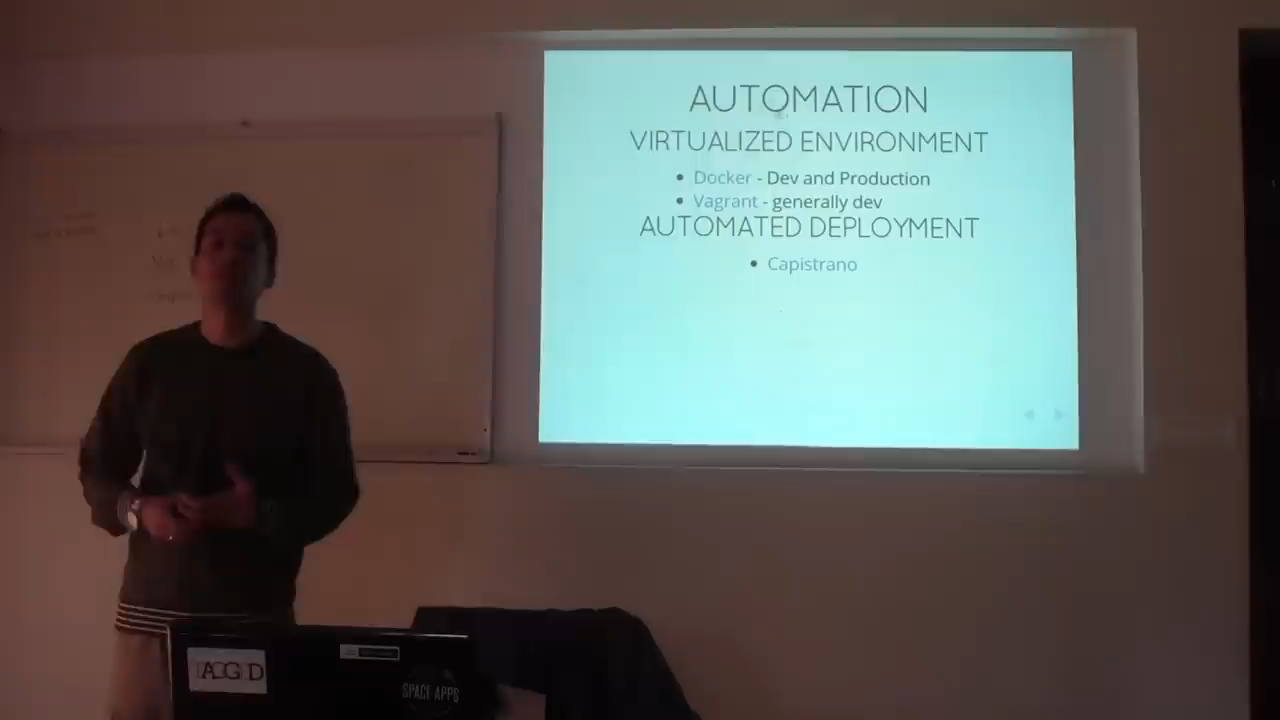 AUTOMATION
VIRTUALIZED ENVIRONMENT
• Docker - Dev and Production
• Vagrant - generally dev
AUTOMATED DEPLOYMENT
• Capistrano
SPACE APPS